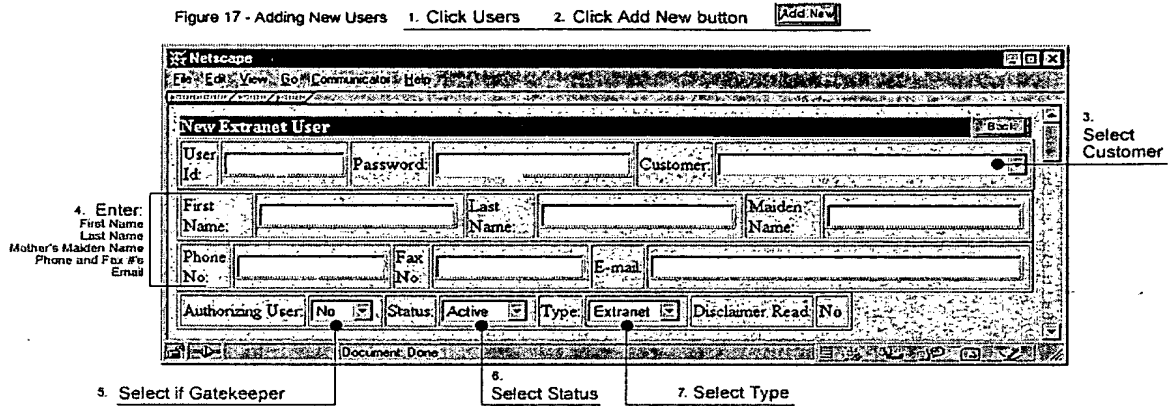 Figure 17 - Adding New Users 1. Click Users 2. Click Add New button Add New
Netscape
File Edit View Go Communicator Help
New Extranet User Back
3.
Select
Customer
User
Id: Password: Customer:
4. Enter:
First Name
Last Name
Mother's Maiden Name
Phone and Fax #'s
Email
First
Name: Last
Name: Maiden
Name:
Phone
No: Fax
No: E-mail:
Authorizing User: No Status: Active Type: Extranet Disclaimer Read: No
Document: Done
5. Select if Gatekeeper
6.
Select Status
7. Select Type